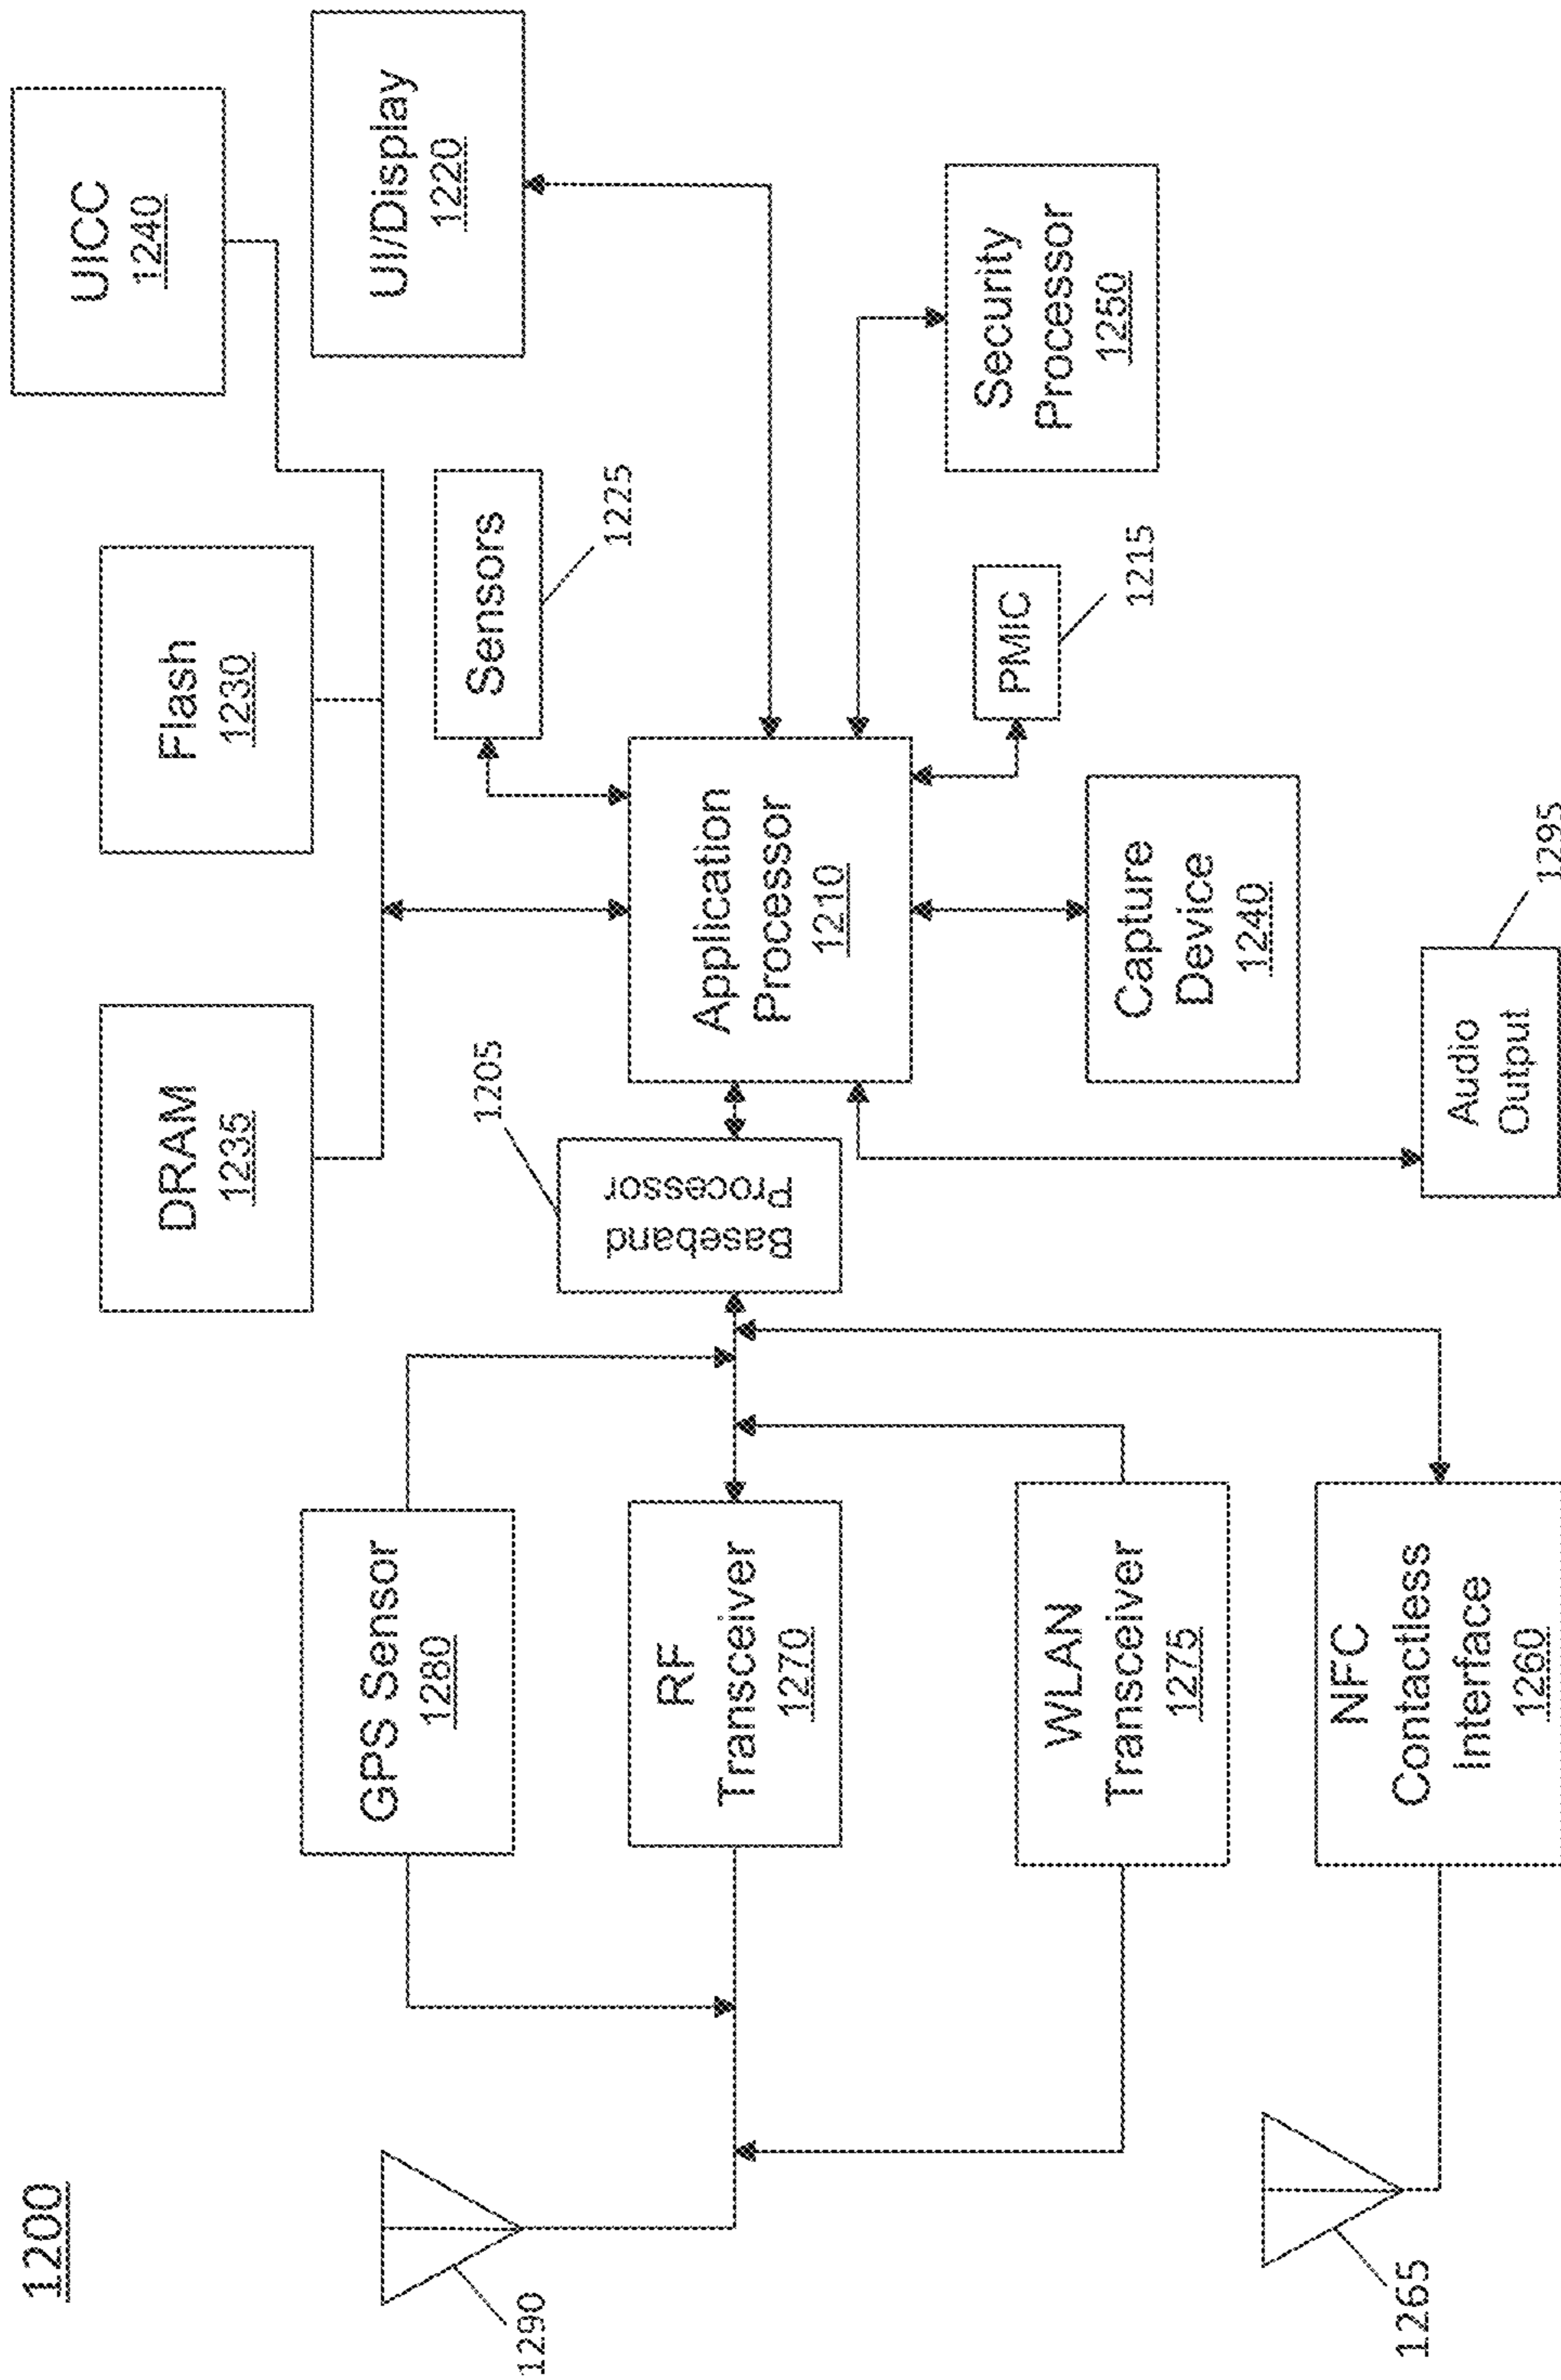 1200
UICC
1240
UI/Display
1220
Flash
1230
DRAM
1235
Sensors
1225
Security
Processor
1250
PMIC
1215
Application
Processor
1210
Capture
Device
1240
Audio
Output
1295
Baseband
Processor
1205
GPS Sensor
1280
RF
Transceiver
1270
WLAN
Transceiver
1275
NFC
Contactless
Interface
1260
1290
1265